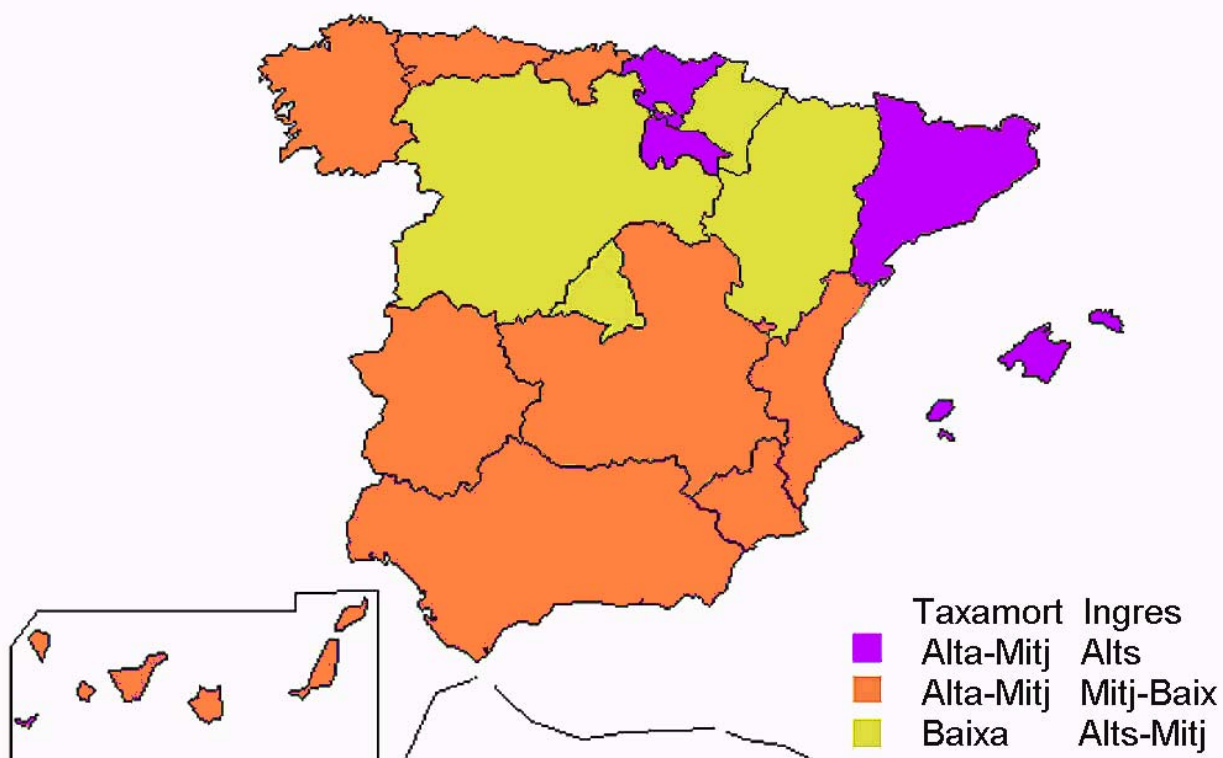 Taxamort Ingres
Alta-Mitj Alts
Alta-Mitj Mitj-Baix
Baixa Alts-Mitj